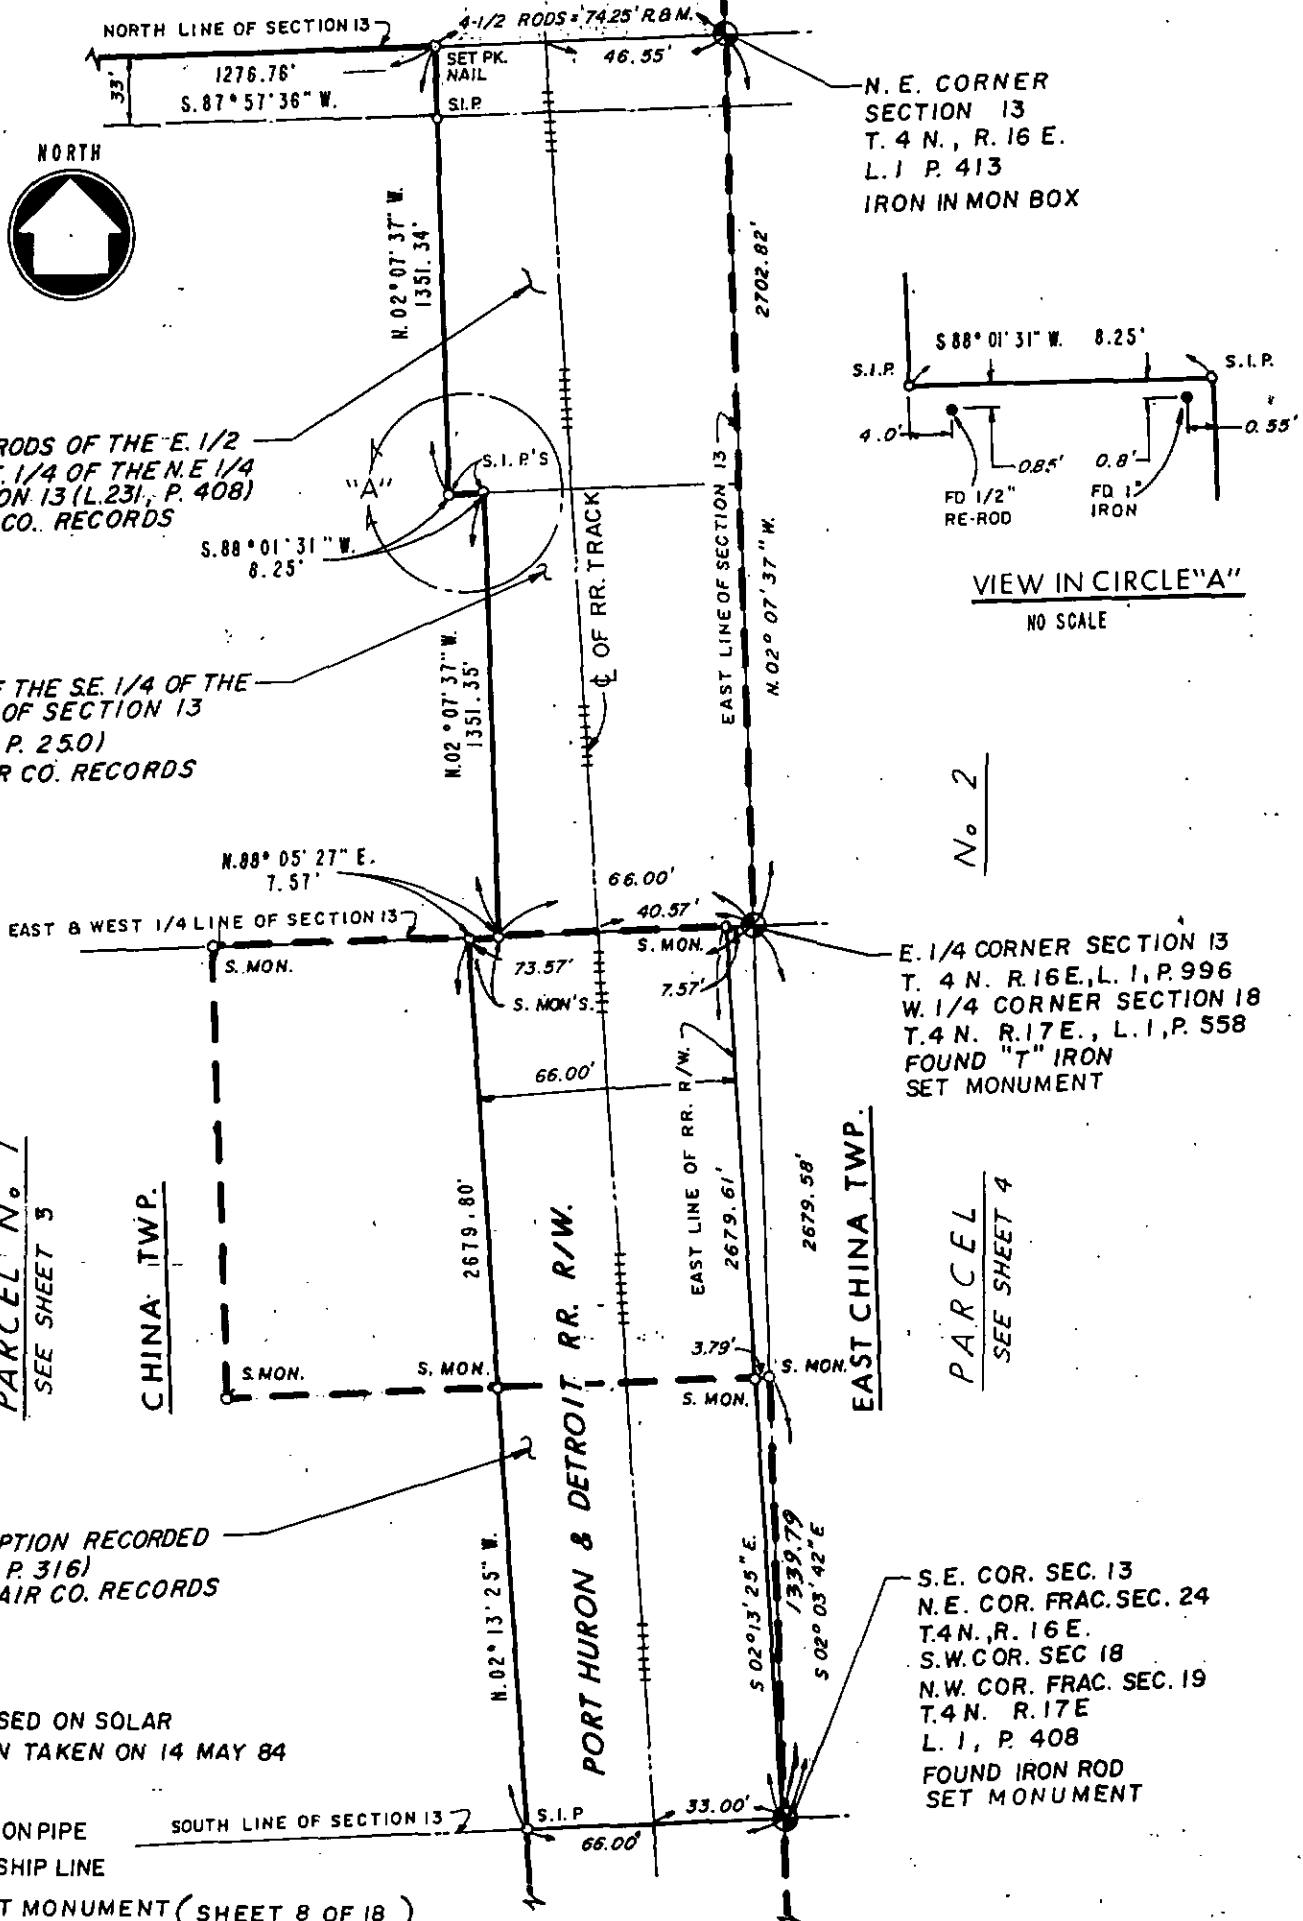 NORTH LINE OF SECTION 13
4-1/2 RODS = 74.25' R.& M.
33'
1276.76'
S. 87° 57' 36" W.
SET PK.
NAIL
S.I.P.
46.55'
N. E. CORNER
SECTION 13
T. 4 N., R. 16 E.
L. 1 P. 413
IRON IN MON BOX
NORTH
N. 02° 07' 37" W.
1351.34'
2702.82'
S 88° 01' 31" W. 8.25'
S.I.P.
S.I.P.
4.0'
0.85'
0.8'
0.55'
FD 1/2"
RE-ROD
FD 1"
IRON
VIEW IN CIRCLE "A"
NO SCALE
RODS OF THE E. 1/2
1/4 OF THE N.E 1/4
ON 13 (L.231, P. 408)
CO. RECORDS
"A"
S.I.P.'S
S. 88° 01' 31" W.
8.25'
℄ OF RR. TRACK
EAST LINE OF SECTION 13
N. 02° 07' 37" W.
THE S.E. 1/4 OF THE
OF SECTION 13
P. 250)
R CO. RECORDS
N. 02° 07' 37" W.
1351.35'
No 2
N. 88° 05' 27" E.
7.57'
66.00'
40.57'
EAST & WEST 1/4 LINE OF SECTION 13
S. MON.
S. MON.
73.57'
7.57'
S. MON'S.
E. 1/4 CORNER SECTION 13
T. 4 N. R. 16 E., L. 1, P. 996
W. 1/4 CORNER SECTION 18
T. 4 N. R. 17 E., L. 1, P. 558
FOUND "T" IRON
SET MONUMENT
66.00'
EAST LINE OF RR. R/W.
2679.80'
2679.61'
2679.58'
PARCEL No 1
SEE SHEET 3
CHINA TWP.
PORT HURON & DETROIT RR. R/W.
EAST CHINA TWP.
PARCEL
SEE SHEET 4
3.79'
S. MON.
S. MON.
S. MON.
S. MON.
PTION RECORDED
P. 316)
AIR CO. RECORDS
N. 02° 13' 25" W.
S 02° 13' 25" E.
1339.79
S 02° 03' 42" E
S.E. COR. SEC. 13
N.E. COR. FRAC. SEC. 24
T. 4 N., R. 16 E.
S.W. COR. SEC 18
N.W. COR. FRAC. SEC. 19
T. 4 N. R. 17 E
L. 1, P. 408
FOUND IRON ROD
SET MONUMENT
SED ON SOLAR
N TAKEN ON 14 MAY 84
SOUTH LINE OF SECTION 13
S.I.P
33.00'
66.00'
ON PIPE
SHIP LINE
T MONUMENT (SHEET 8 OF 18)